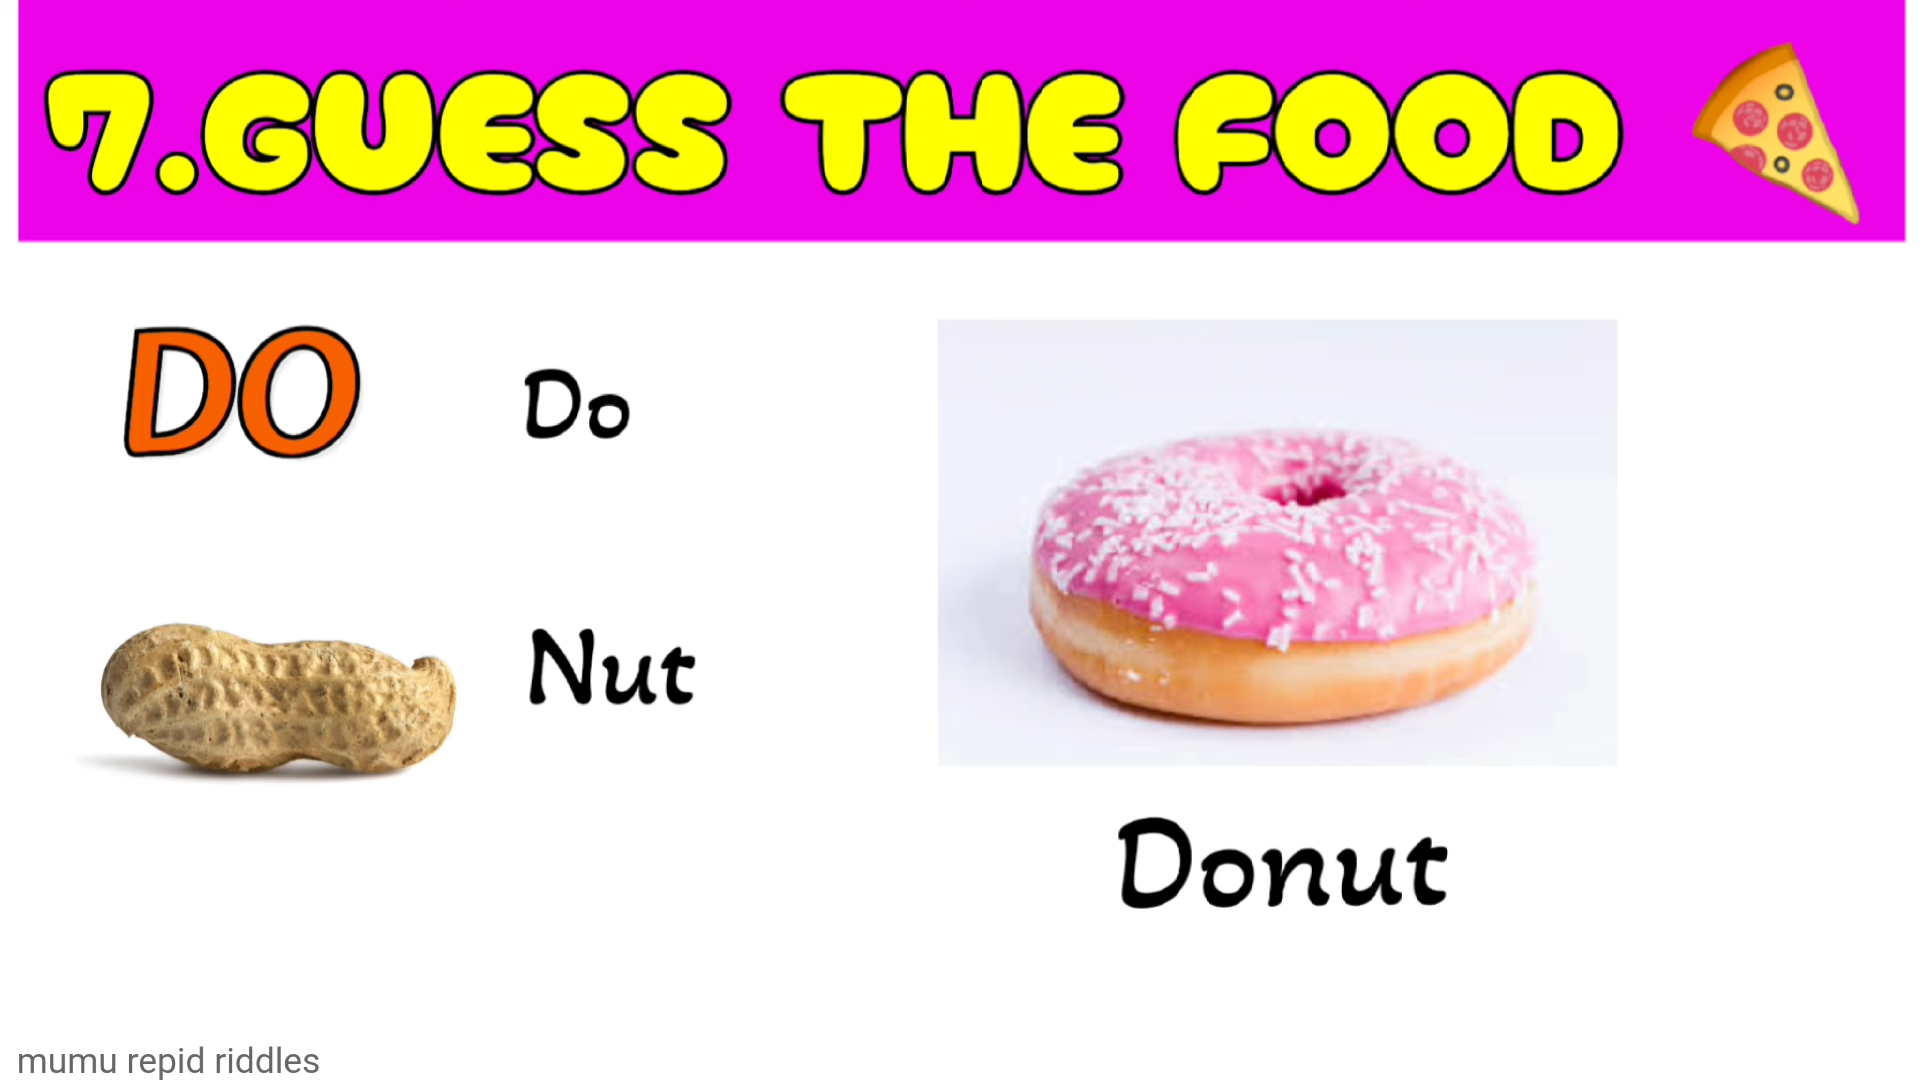 7.GUESS THE FOOD
DO
Do
Nut
Donut
mumu repid riddles